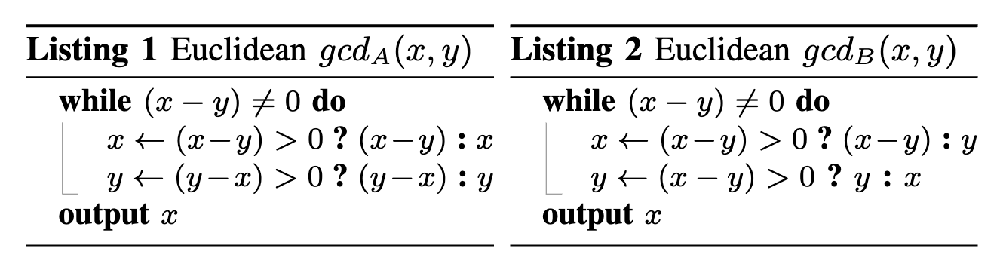 Listing 1 Euclidean gcd_A(x, y)
while (x − y) ≠ 0 do
x ← (x−y) > 0 ? (x−y) : x
y ← (y−x) > 0 ? (y−x) : y
output x
Listing 2 Euclidean gcd_B(x, y)
while (x − y) ≠ 0 do
x ← (x−y) > 0 ? (x−y) : y
y ← (x − y) > 0 ? y : x
output x